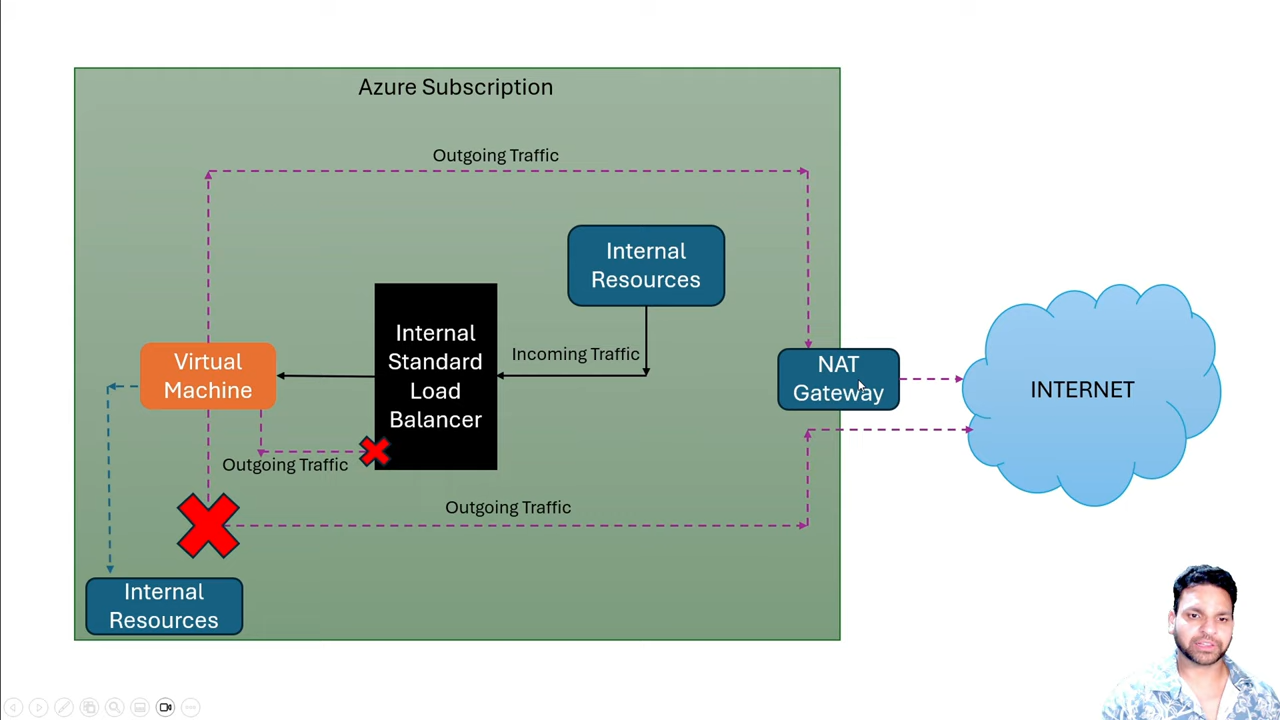 Azure Subscription
Outgoing Traffic
Internal
Resources
Internal
Standard
Load
Balancer
Incoming Traffic
Virtual
Machine
NAT
Gateway
INTERNET
Outgoing Traffic
Outgoing Traffic
Internal
Resources